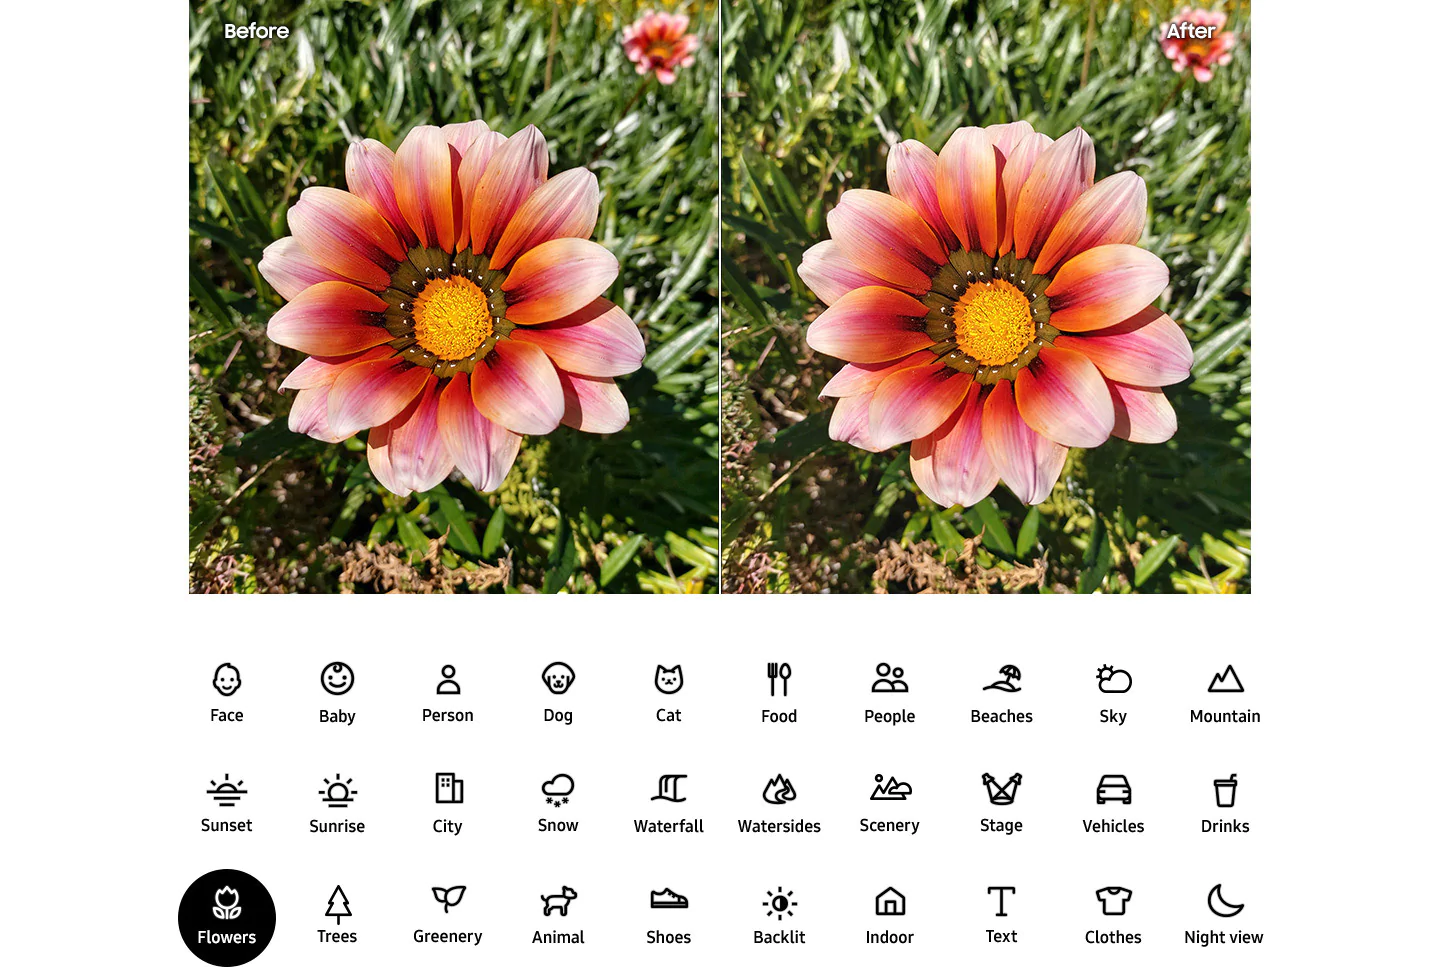 Before
After
Face
Baby
Person
Dog
Cat
Food
People
Beaches
Sky
Mountain
Sunset
Sunrise
City
Snow
Waterfall
Watersides
Scenery
Stage
Vehicles
Drinks
Flowers
Trees
Greenery
Animal
Shoes
Backlit
Indoor
Text
Clothes
Night view